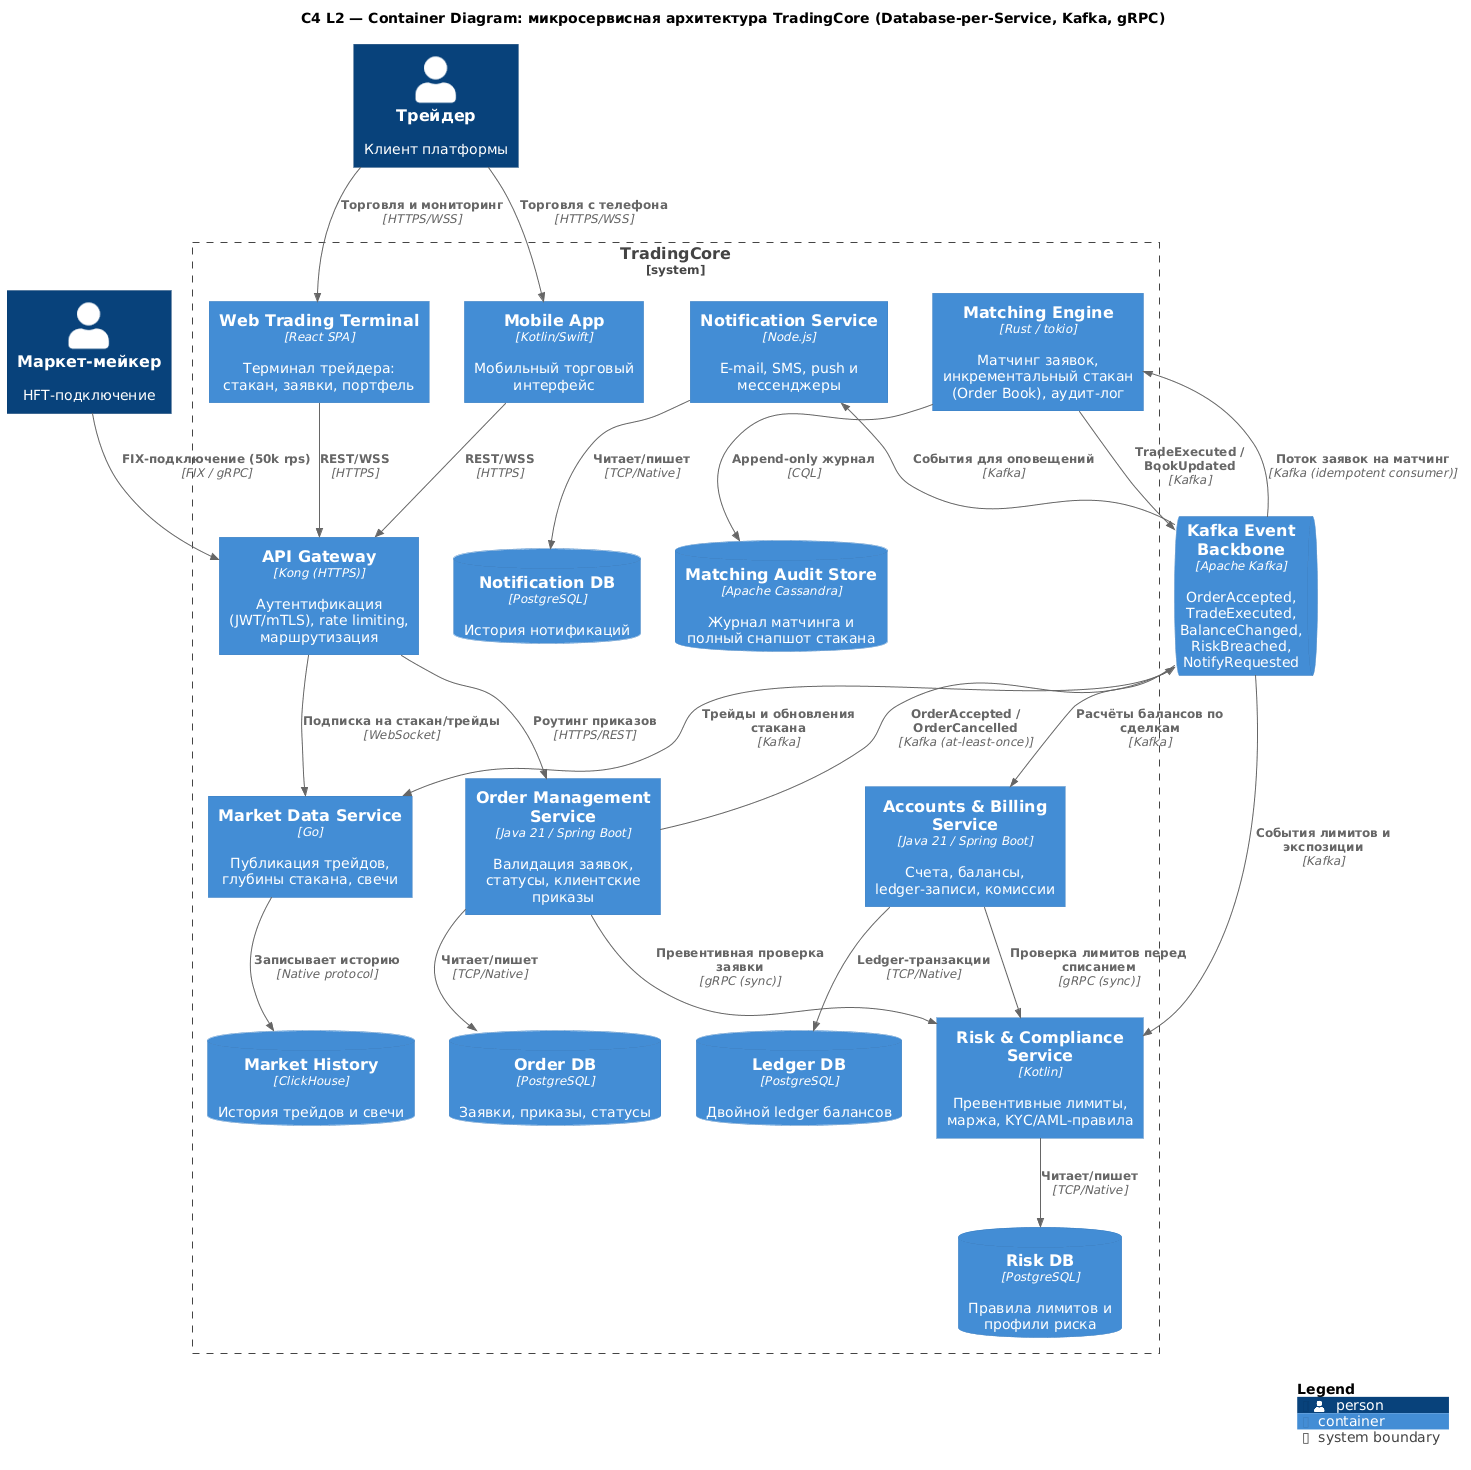 C4 L2 — Container Diagram: микросервисная архитектура TradingCore (Database-per-Service, Kafka, gRPC)
Трейдер
Клиент платформы
Торговля и мониторинг
[HTTPS/WSS]
Торговля с телефона
[HTTPS/WSS]
TradingCore
[system]
Маркет-мейкер
HFT-подключение
Web Trading Terminal
[React SPA]
Терминал трейдера:
стакан, заявки, портфель
Mobile App
[Kotlin/Swift]
Мобильный торговый
интерфейс
Notification Service
[Node.js]
E-mail, SMS, push и
мессенджеры
Matching Engine
[Rust / tokio]
Матчинг заявок,
инкрементальный стакан
(Order Book), аудит-лог
FIX-подключение (50k rps)
[FIX / gRPC]
REST/WSS
[HTTPS]
REST/WSS
[HTTPS]
Читает/пишет
[TCP/Native]
Append-only журнал
[CQL]
События для оповещений
[Kafka]
TradeExecuted /
BookUpdated
[Kafka]
Поток заявок на матчинг
[Kafka (idempotent consumer)]
API Gateway
[Kong (HTTPS)]
Аутентификация
(JWT/mTLS), rate limiting,
маршрутизация
Notification DB
[PostgreSQL]
История нотификаций
Matching Audit Store
[Apache Cassandra]
Журнал матчинга и
полный снапшот стакана
Kafka Event
Backbone
[Apache Kafka]
OrderAccepted,
TradeExecuted,
BalanceChanged,
RiskBreached,
NotifyRequested
Подписка на стакан/трейды
[WebSocket]
Роутинг приказов
[HTTPS/REST]
Трейды и обновления
стакана
[Kafka]
OrderAccepted /
OrderCancelled
[Kafka (at-least-once)]
Расчёты балансов по
сделкам
[Kafka]
Market Data Service
[Go]
Публикация трейдов,
глубины стакана, свечи
Order Management
Service
[Java 21 / Spring Boot]
Валидация заявок,
статусы, клиентские
приказы
Accounts & Billing
Service
[Java 21 / Spring Boot]
Счета, балансы,
ledger-записи, комиссии
События лимитов и
экспозиции
[Kafka]
Записывает историю
[Native protocol]
Читает/пишет
[TCP/Native]
Превентивная проверка
заявки
[gRPC (sync)]
Ledger-транзакции
[TCP/Native]
Проверка лимитов перед
списанием
[gRPC (sync)]
Market History
[ClickHouse]
История трейдов и свечи
Order DB
[PostgreSQL]
Заявки, приказы, статусы
Ledger DB
[PostgreSQL]
Двойной ledger балансов
Risk & Compliance
Service
[Kotlin]
Превентивные лимиты,
маржа, KYC/AML-правила
Читает/пишет
[TCP/Native]
Risk DB
[PostgreSQL]
Правила лимитов и
профили риска
Legend
person
container
system boundary